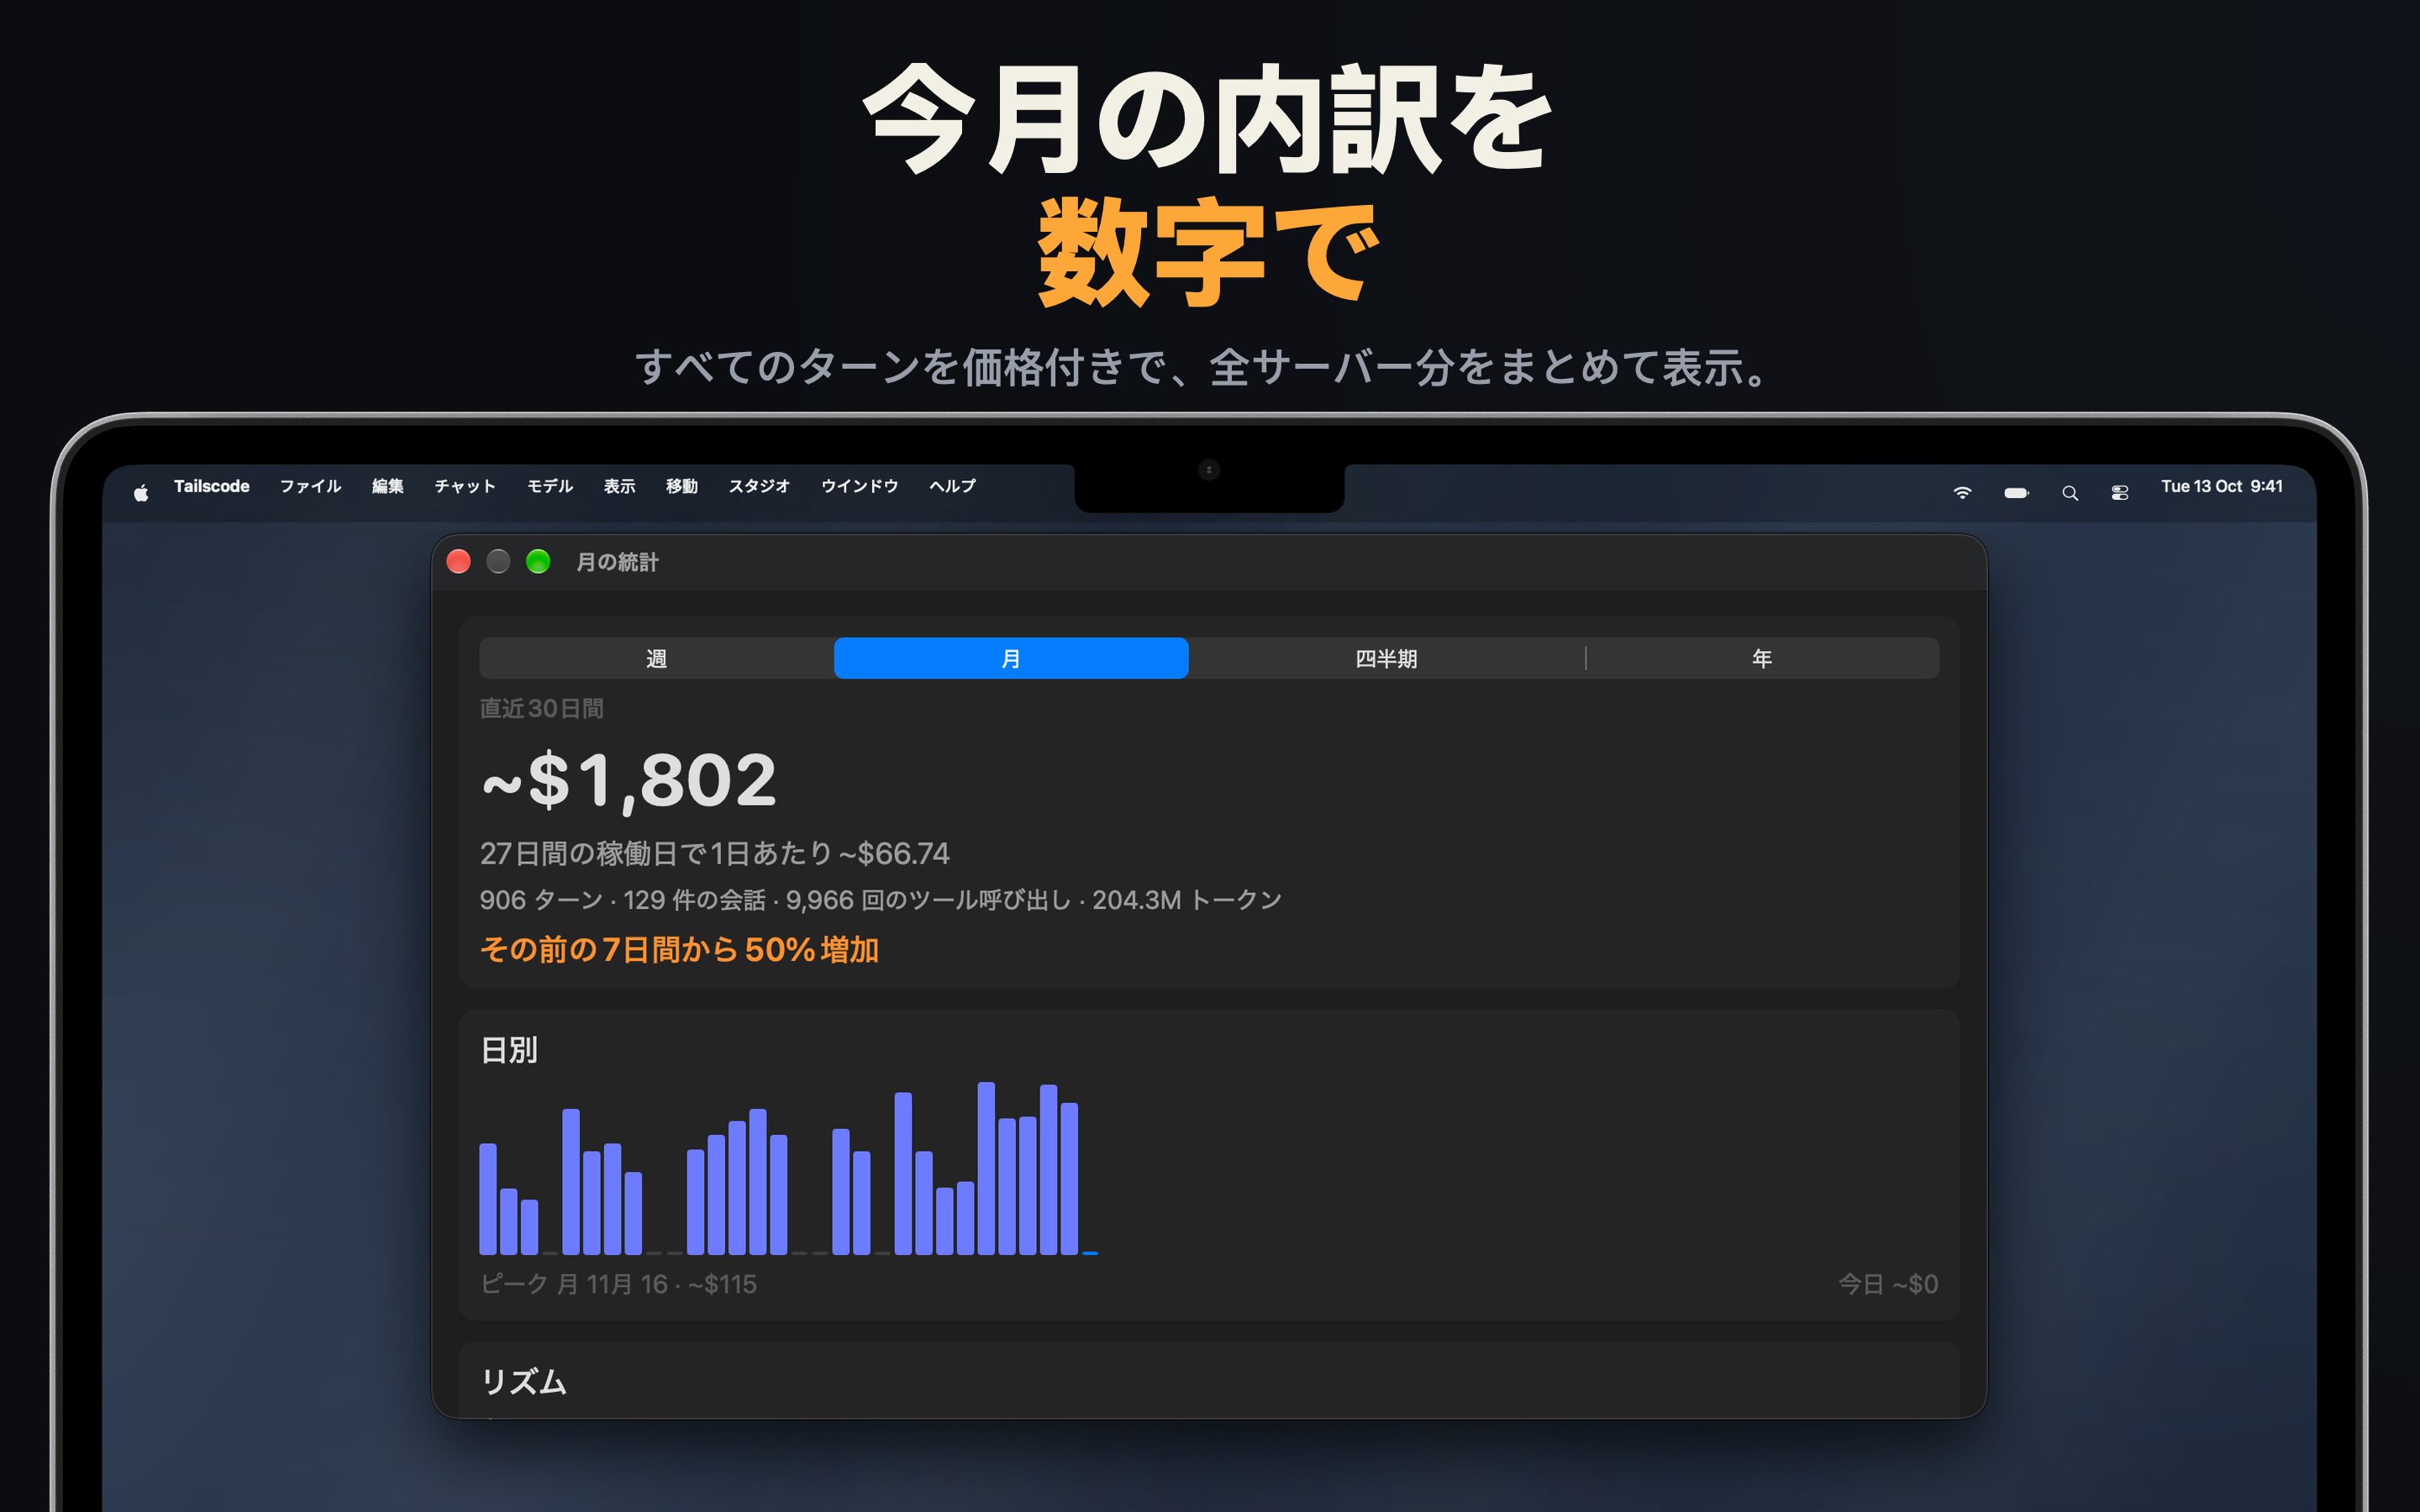 今月の内訳を
数字で
すべてのターンを価格付きで、全サーバー分をまとめて表示。
Tailscode ファイル 編集 チャット モデル 表示 移動 スタジオ ウインドウ ヘルプ Tue 13 Oct 9:41
月の統計
週 月 四半期 年
直近30日間
~$1,802
27日間の稼働日で1日あたり~$66.74
906 ターン · 129 件の会話 · 9,966 回のツール呼び出し · 204.3M トークン
その前の7日間から50%増加
日別
ピーク 月 11月 16 · ~$115 今日 ~$0
リズム